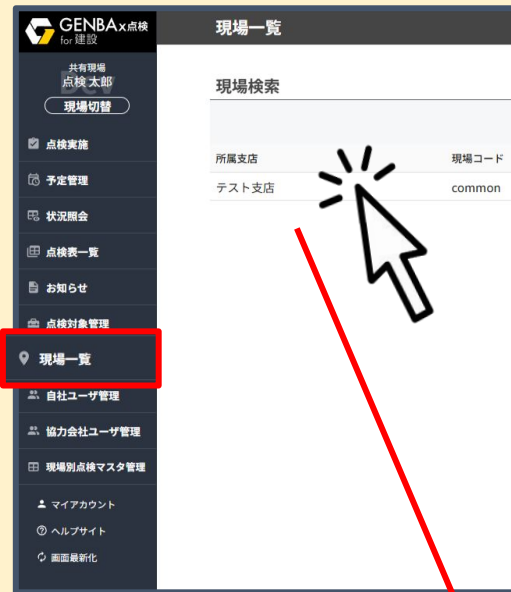 GENBAx点検
for 建設
共有現場
Dev
点検 太郎
現場切替
点検実施
予定管理
状況照会
点検表一覧
お知らせ
点検対象管理
現場一覧
自社ユーザ管理
協力会社ユーザ管理
現場別点検マスタ管理
マイアカウント
ヘルプサイト
画面最新化
現場一覧
現場検索
所属支店 現場コード
テスト支店 common